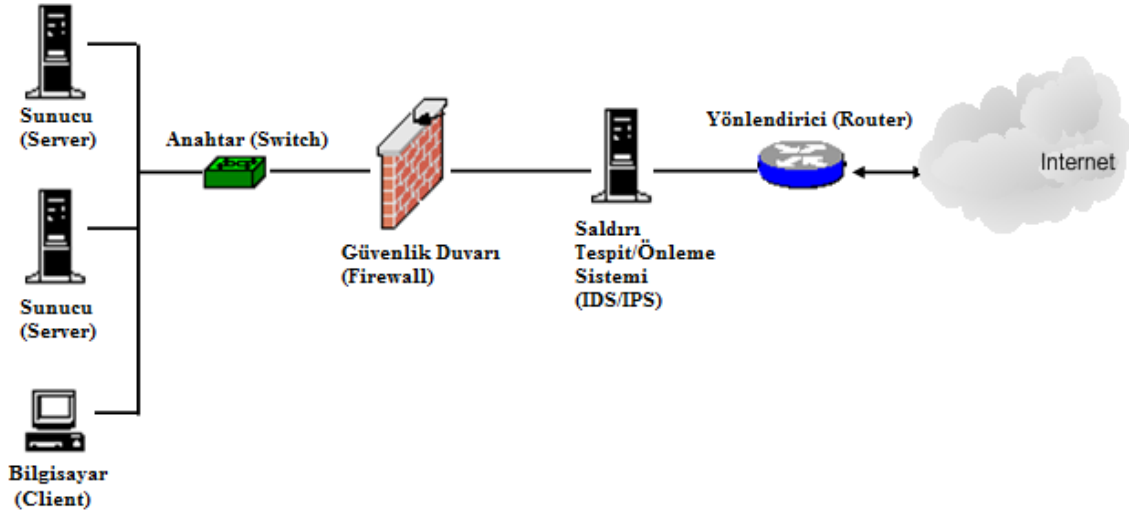 Sunucu
(Server)
Anahtar (Switch)
Yönlendirici (Router)
Internet
Güvenlik Duvarı
(Firewall)
Saldırı
Tespit/Önleme
Sistemi
(IDS/IPS)
Sunucu
(Server)
Bilgisayar
(Client)